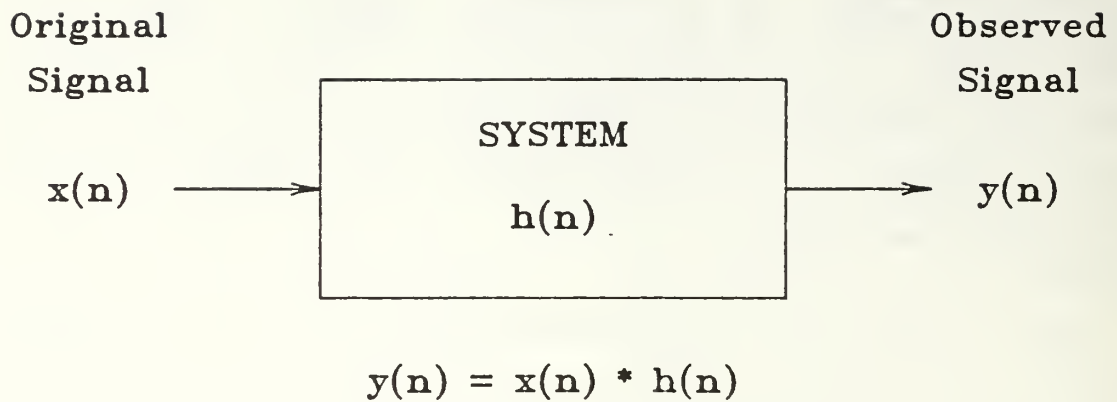 Original
Signal
Observed
Signal
SYSTEM
x(n)
h(n)
y(n)
y(n) = x(n) * h(n)